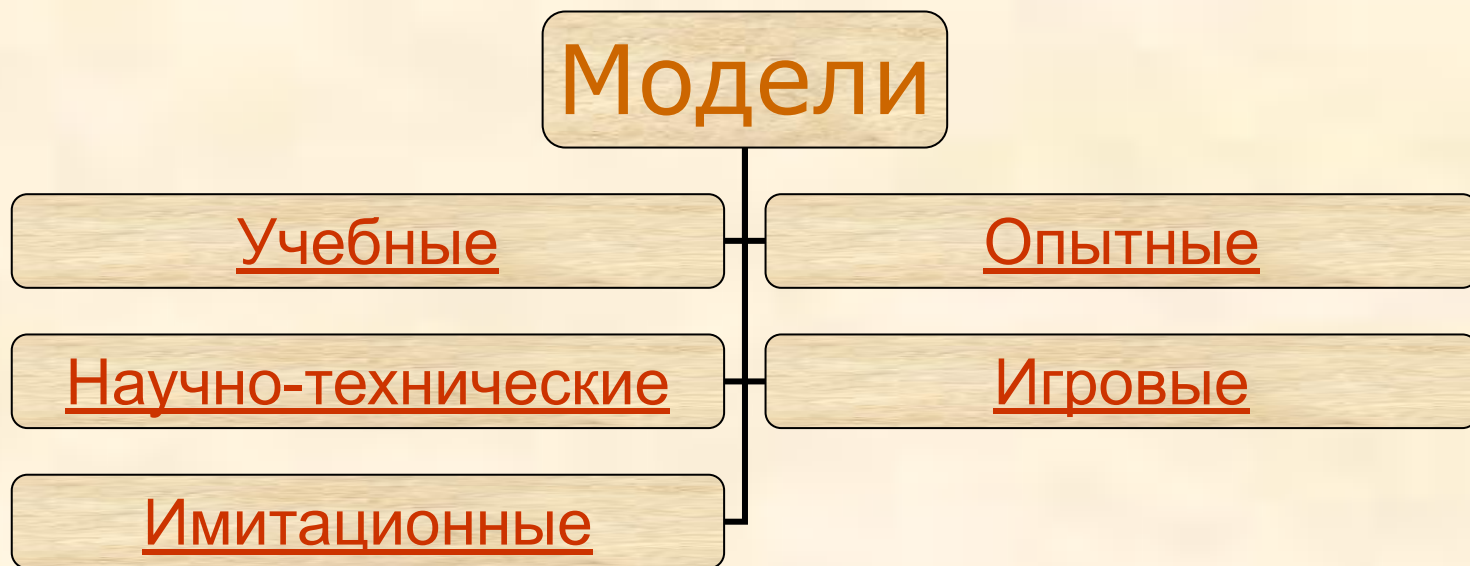 Модели
Учебные
Опытные
Научно-технические
Игровые
Имитационные